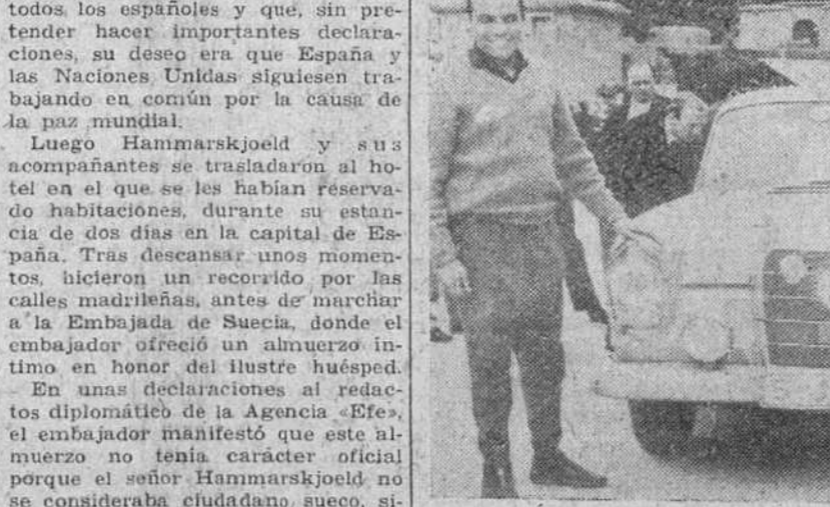 todos los españoles y que, sin pre-
tender hacer importantes declara-
ciones, su deseo era que España y
las Naciones Unidas siguiesen tra-
bajando en común por la causa de
la paz mundial.
Luego Hammarskjoeld y sus
acompañantes se trasladaron al ho-
tel en el que se les habían reserva-
do habitaciones, durante su estan-
cia de dos días en la capital de Es-
paña. Tras descansar unos momen-
tos, hicieron un recorrido por las
calles madrileñas, antes de marchar
a la Embajada de Suecia, donde el
embajador ofreció un almuerzo ín-
timo en honor del ilustre huésped.
En unas declaraciones al redac-
tos diplomático de la Agencia «Efe»,
el embajador manifestó que este al-
muerzo no tenía carácter oficial
porque el señor Hammarskjoeld no
se consideraba ciudadano sueco, si-